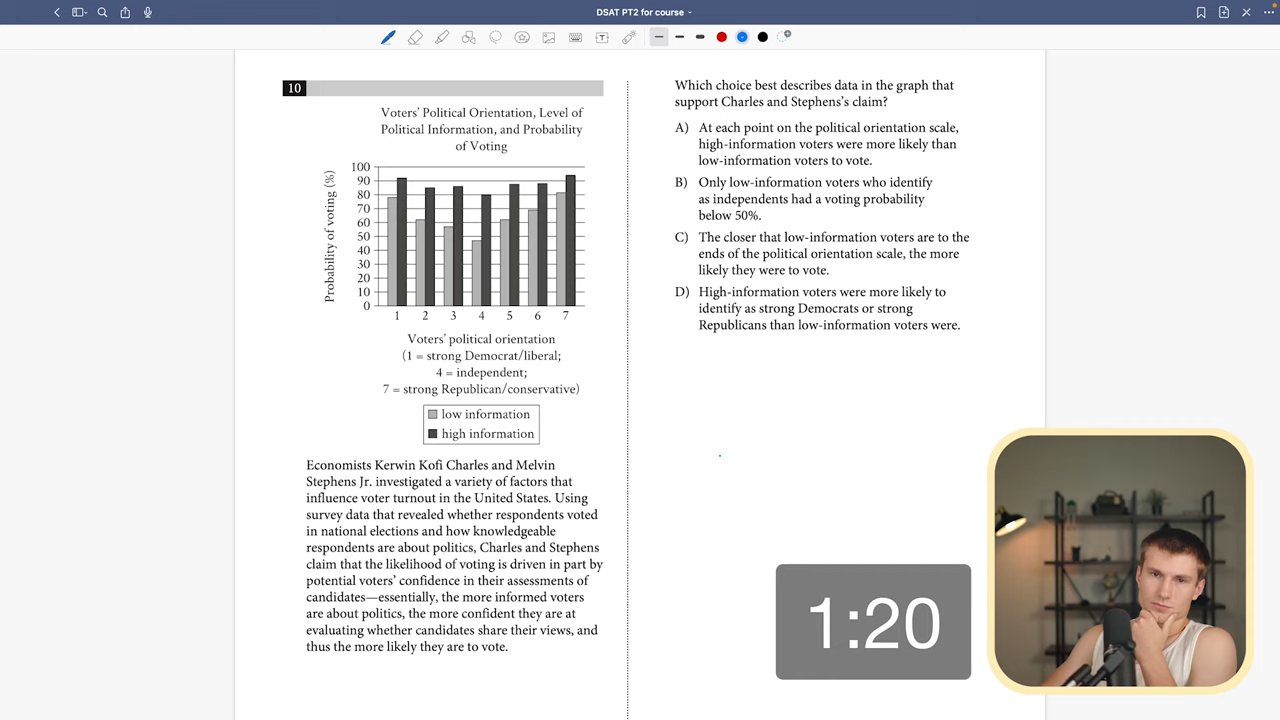 DSAT PT2 for course
10
Voters' Political Orientation, Level of
Political Information, and Probability
of Voting
Probability of voting (%)
100
90
80
70
60
50
40
30
20
10
0
1 2 3 4 5 6 7
Voters' political orientation
(1 = strong Democrat/liberal;
4 = independent;
7 = strong Republican/conservative)
low information
high information
Economists Kerwin Kofi Charles and Melvin
Stephens Jr. investigated a variety of factors that
influence voter turnout in the United States. Using
survey data that revealed whether respondents voted
in national elections and how knowledgeable
respondents are about politics, Charles and Stephens
claim that the likelihood of voting is driven in part by
potential voters' confidence in their assessments of
candidates—essentially, the more informed voters
are about politics, the more confident they are at
evaluating whether candidates share their views, and
thus the more likely they are to vote.
Which choice best describes data in the graph that
support Charles and Stephens's claim?
A) At each point on the political orientation scale,
high-information voters were more likely than
low-information voters to vote.
B) Only low-information voters who identify
as independents had a voting probability
below 50%.
C) The closer that low-information voters are to the
ends of the political orientation scale, the more
likely they were to vote.
D) High-information voters were more likely to
identify as strong Democrats or strong
Republicans than low-information voters were.
1:20